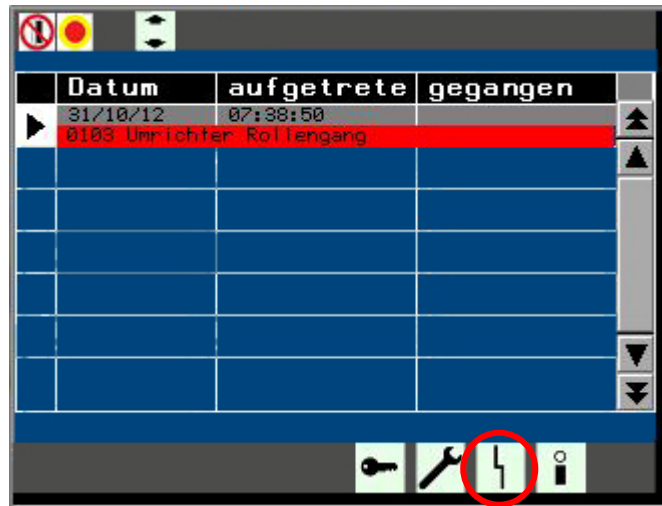 Datum aufgetrete gegangen
31/10/12 07:38:50
0103 Umrichter Rollengang